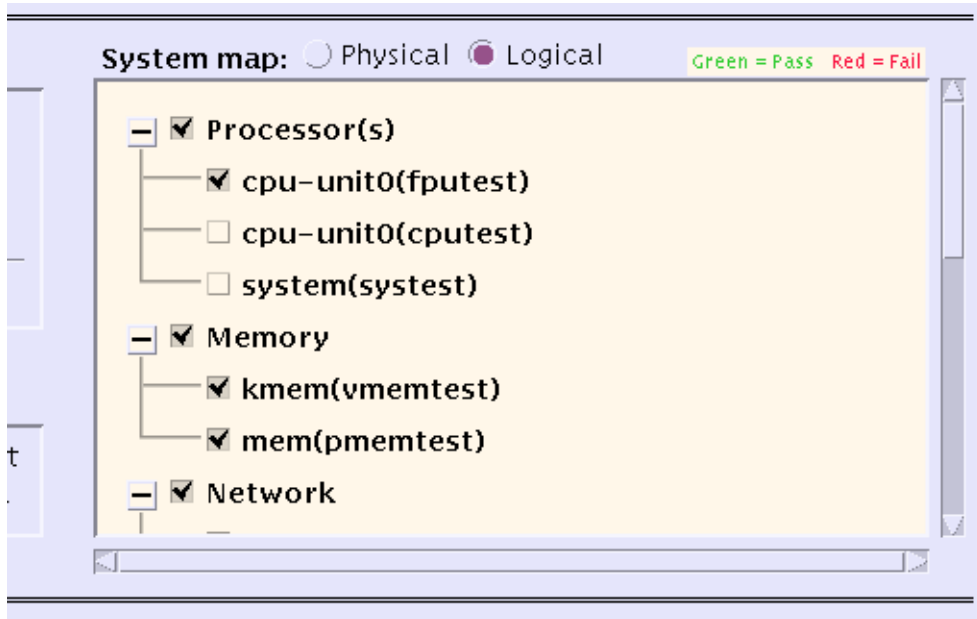 System map: Physical Logical Green = Pass Red = Fail
Processor(s)
cpu-unit0(fputest)
cpu-unit0(cputest)
system(systest)
Memory
kmem(vmemtest)
mem(pmemtest)
t
Network